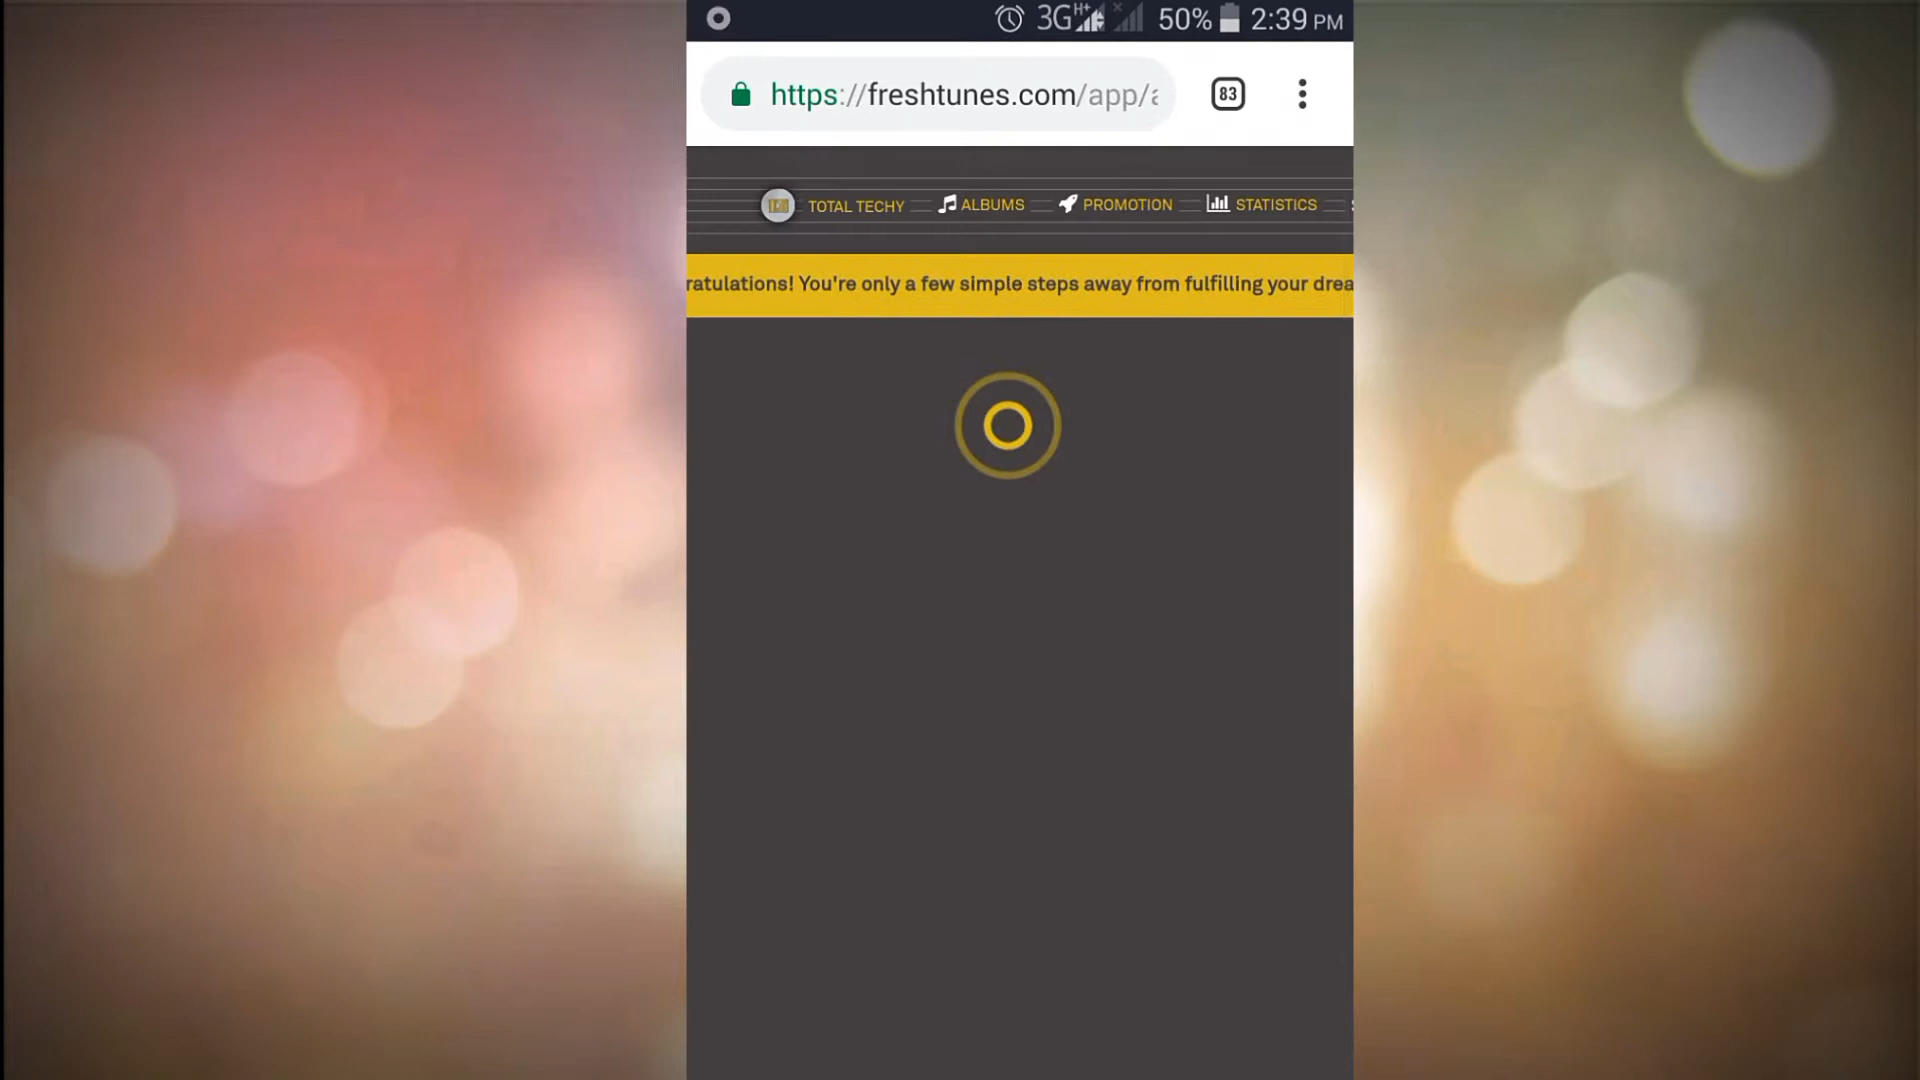 3G H+ 50% 2:39 PM
https://freshtunes.com/app/a 83
TOTAL TECHY ALBUMS PROMOTION STATISTICS
ratulations! You're only a few simple steps away from fulfilling your drea